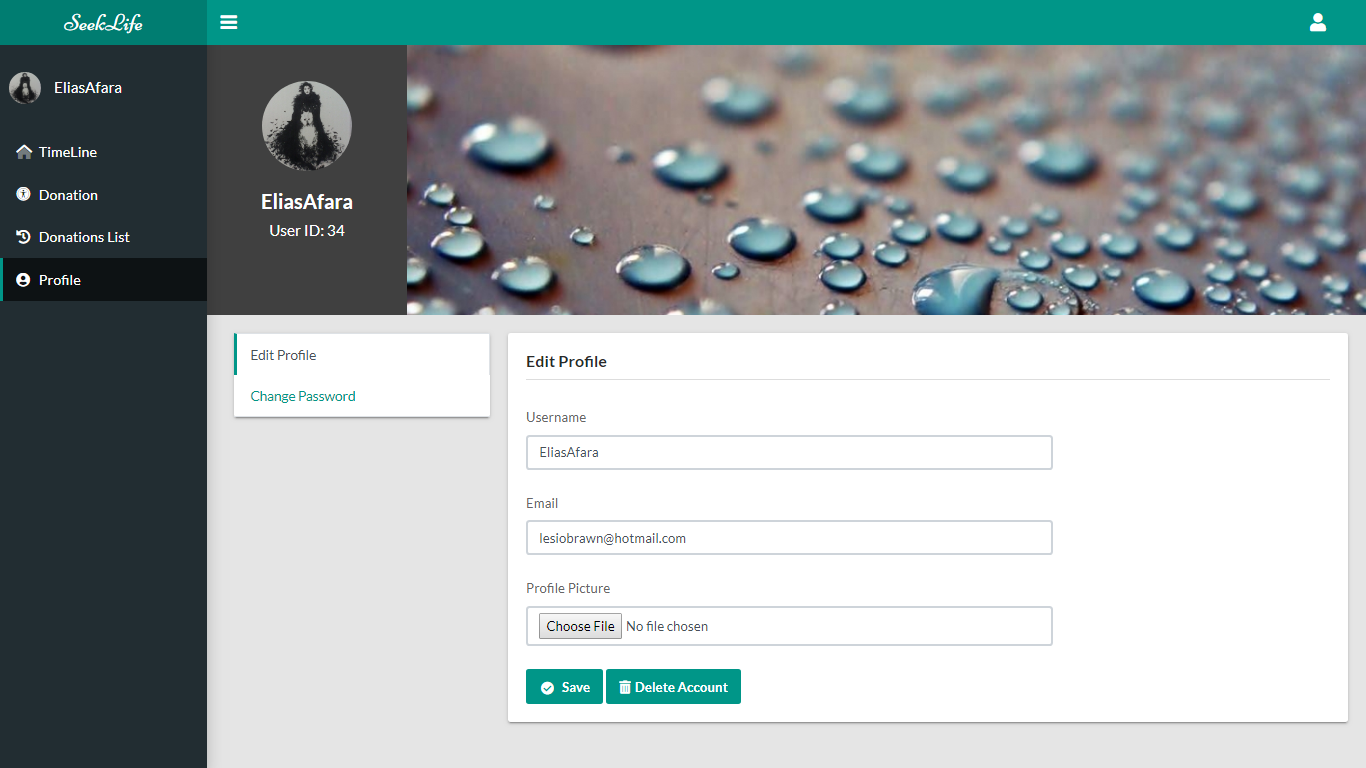 SeekLife
EliasAfara
TimeLine
Donation
Donations List
Profile
EliasAfara
User ID: 34
Edit Profile
Change Password
Edit Profile
Username
EliasAfara
Email
lesiobrawn@hotmail.com
Profile Picture
Choose File No file chosen
Save Delete Account